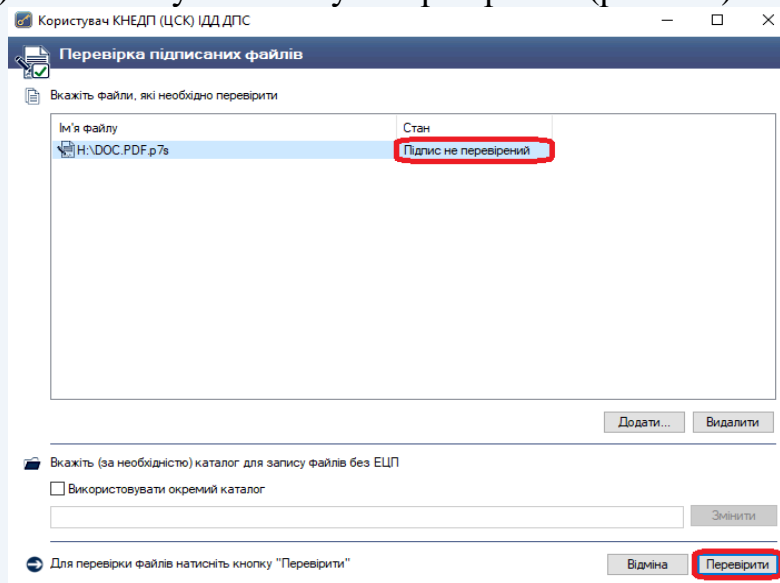 Користувач КНЕДП (ЦСК) ІДД ДПС
Перевірка підписаних файлів
Вкажіть файли, які необхідно перевірити
Ім'я файлу Стан
H:\DOC.PDF.p7s Підпис не перевірений
Додати... Видалити
Вкажіть (за необхідністю) каталог для запису файлів без ЕЦП
Використовувати окремий каталог
Змінити
Для перевірки файлів натисніть кнопку "Перевірити"
Відміна Перевірити